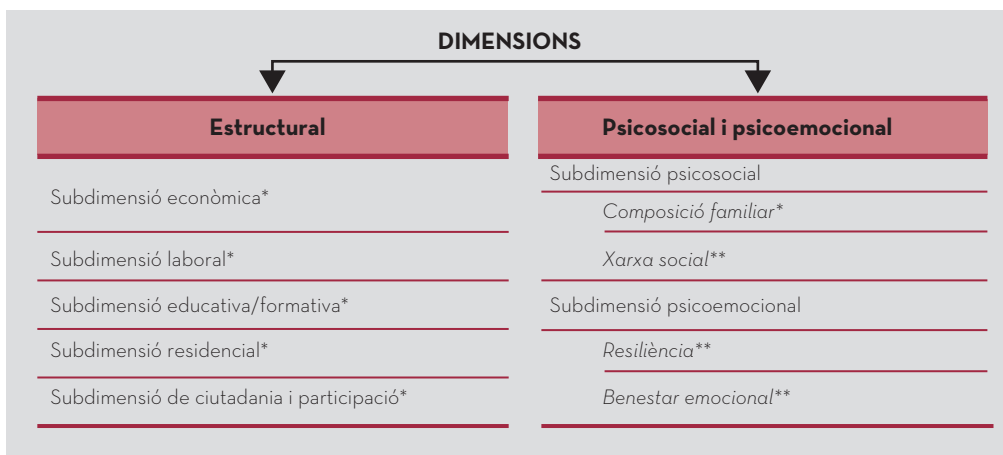 DIMENSIONS
Estructural
Subdimensió econòmica*
Subdimensió laboral*
Subdimensió educativa/formativa*
Subdimensió residencial*
Subdimensió de ciutadania i participació*
Psicosocial i psicoemocional
Subdimensió psicosocial
Composició familiar*
Xarxa social**
Subdimensió psicoemocional
Resiliència**
Benestar emocional**